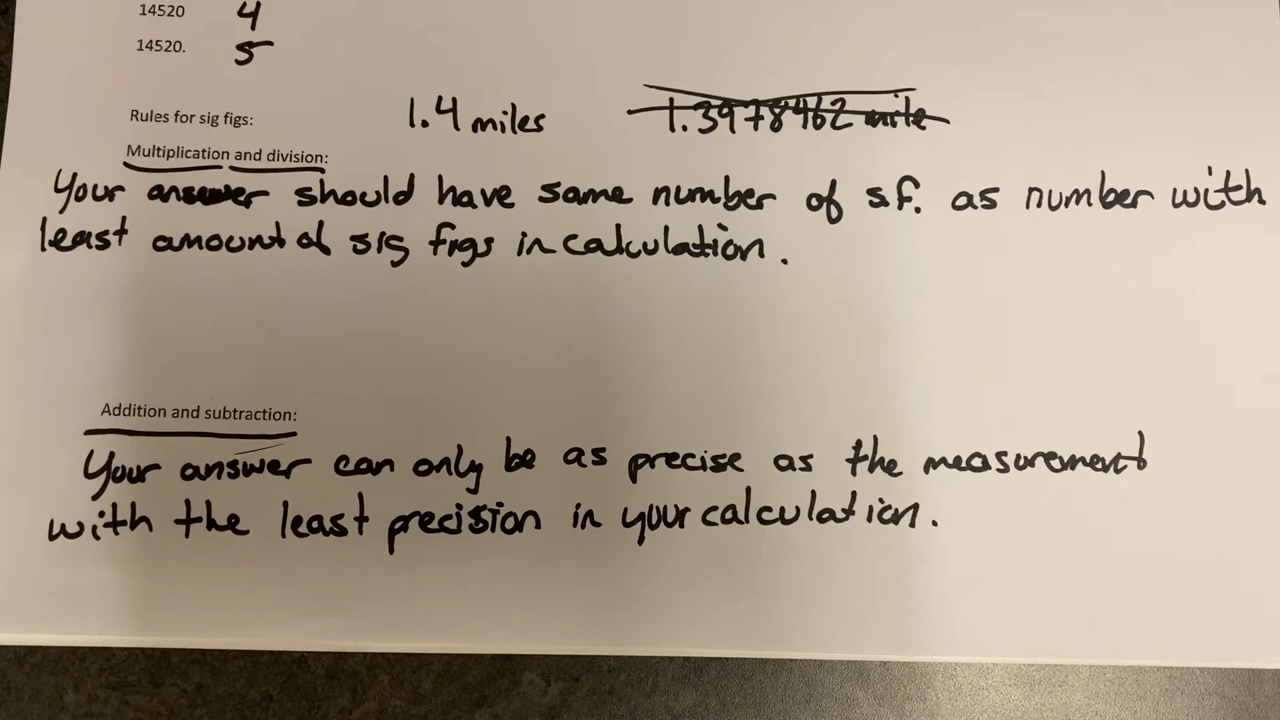 14520 4
14520. 5
Rules for sig figs: 1.4 miles 1.3978462 mile
Multiplication and division:
Your answer should have same number of s.f. as number with
least amount of sig figs in calculation.
Addition and subtraction:
Your answer can only be as precise as the measurement
with the least precision in your calculation.